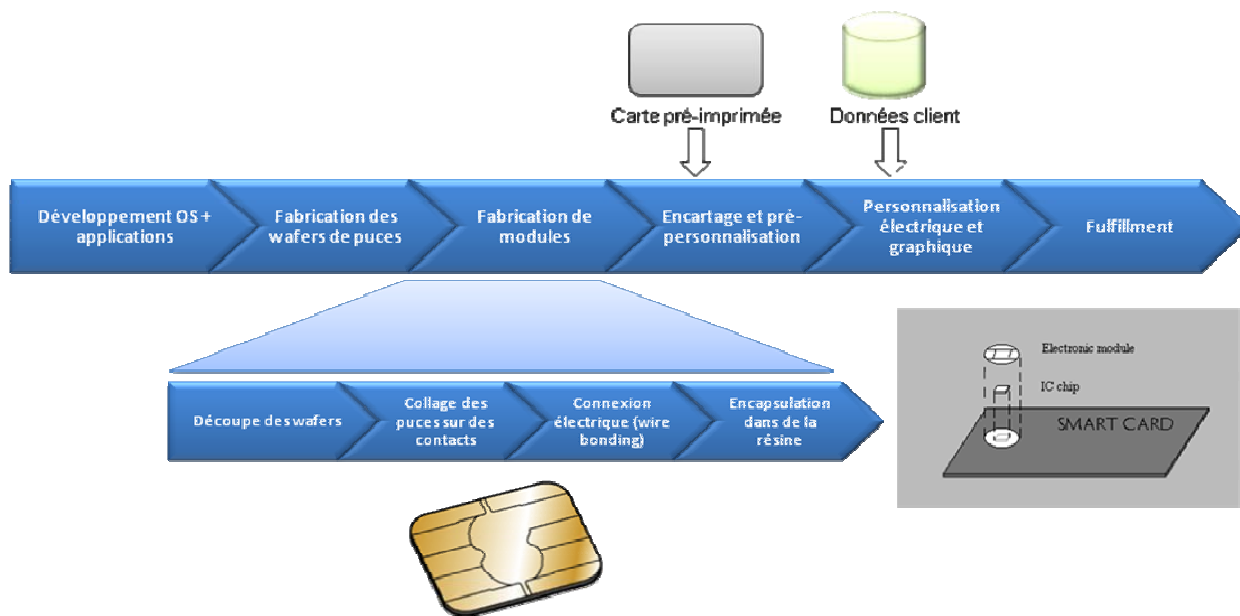 Carte pré-imprimée
Données client
Développement OS +
applications
Fabrication des
wafers de puces
Fabrication de
modules
Encartage et pré-
personnalisation
Personnalisation
électrique et
graphique
Fulfillment
Découpe des wafers
Collage des
puces sur des
contacts
Connexion
électrique (wire
bonding)
Encapsulation
dans de la
résine
Electronic module
IC chip
SMART CARD